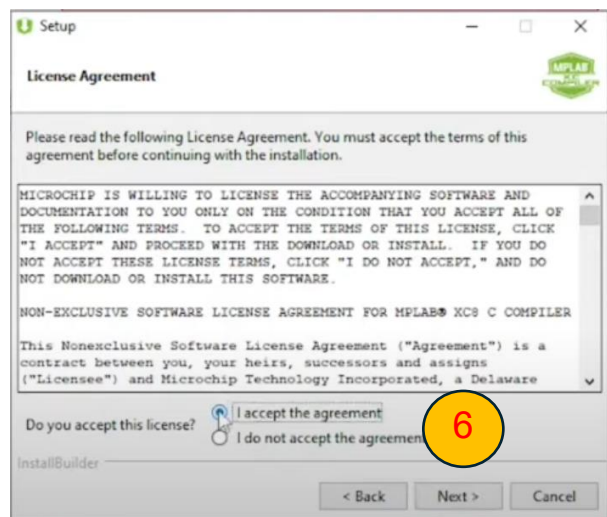 Setup
License Agreement
MPLAB
XC
COMPILER
Please read the following License Agreement. You must accept the terms of this
agreement before continuing with the installation.
MICROCHIP IS WILLING TO LICENSE THE ACCOMPANYING SOFTWARE AND
DOCUMENTATION TO YOU ONLY ON THE CONDITION THAT YOU ACCEPT ALL OF
THE FOLLOWING TERMS.  TO ACCEPT THE TERMS OF THIS LICENSE, CLICK
"I ACCEPT" AND PROCEED WITH THE DOWNLOAD OR INSTALL.  IF YOU DO
NOT ACCEPT THESE LICENSE TERMS, CLICK "I DO NOT ACCEPT," AND DO
NOT DOWNLOAD OR INSTALL THIS SOFTWARE.
NON-EXCLUSIVE SOFTWARE LICENSE AGREEMENT FOR MPLAB® XC8 C COMPILER
This Nonexclusive Software License Agreement ("Agreement") is a
contract between you, your heirs, successors and assigns
("Licensee") and Microchip Technology Incorporated, a Delaware
Do you accept this license?
I accept the agreement
I do not accept the agreemen
6
InstallBuilder
< Back
Next >
Cancel